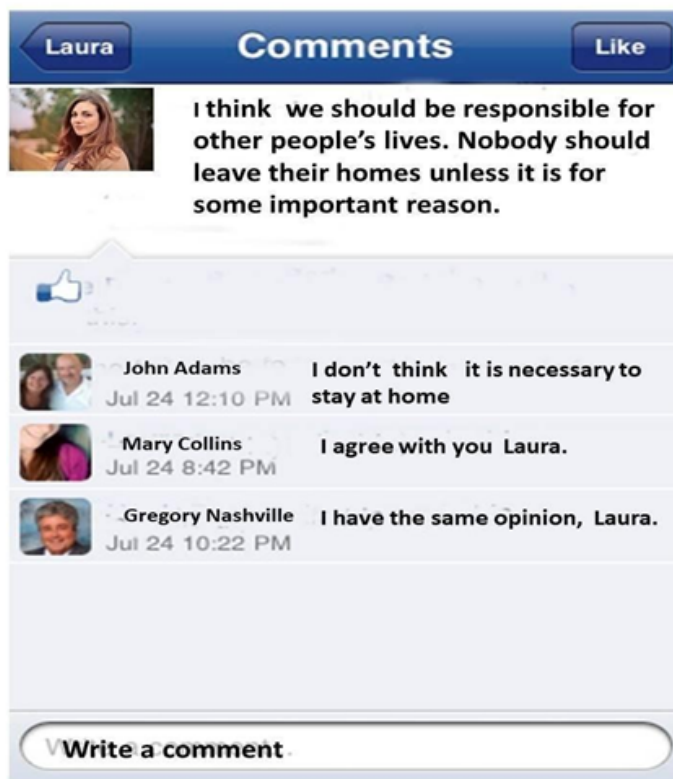 Laura
Comments
Like
I think we should be responsible for
other people's lives. Nobody should
leave their homes unless it is for
some important reason.
John Adams
Jul 24 12:10 PM
I don't think it is necessary to
stay at home
Mary Collins
Jul 24 8:42 PM
I agree with you Laura.
Gregory Nashville
Jul 24 10:22 PM
I have the same opinion, Laura.
Write a comment